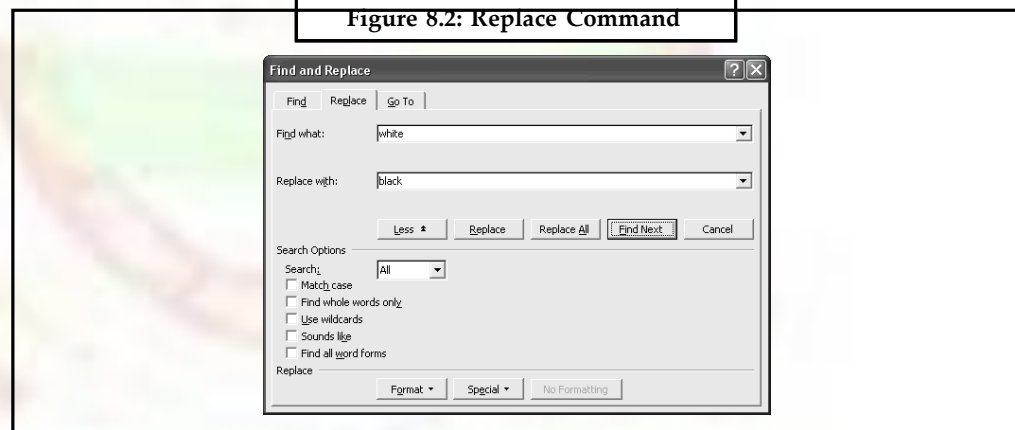 Figure 8.2: Replace Command
Find and Replace
Find Replace Go To
Find what: white
Replace with: black
Less Replace Replace All Find Next Cancel
Search Options
Search: All
Match case
Find whole words only
Use wildcards
Sounds like
Find all word forms
Replace
Format Special No Formatting